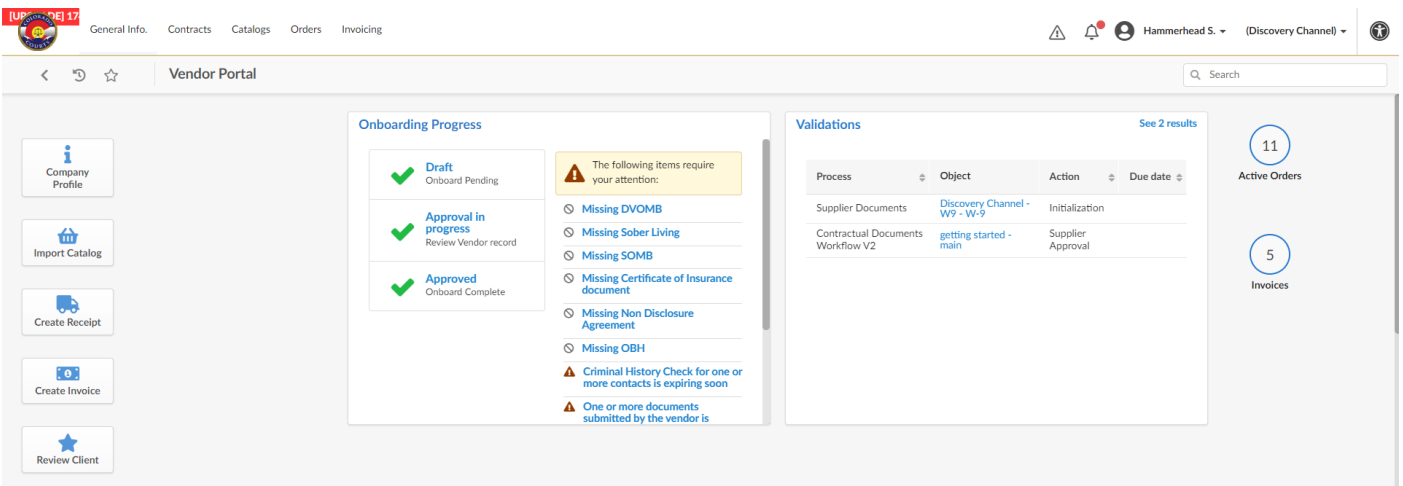 [UPGRADE] 17
COLORADO COURTS
General Info.
Contracts
Catalogs
Orders
Invoicing
Hammerhead S.
(Discovery Channel)
Vendor Portal
Search
Company
Profile
Import Catalog
Create Receipt
Create Invoice
Review Client
Onboarding Progress
Draft
Onboard Pending
Approval in
progress
Review Vendor record
Approved
Onboard Complete
The following items require
your attention:
Missing DVOMB
Missing Sober Living
Missing SOMB
Missing Certificate of Insurance
document
Missing Non Disclosure
Agreement
Missing OBH
Criminal History Check for one or
more contacts is expiring soon
One or more documents
submitted by the vendor is
Validations
See 2 results
Process
Object
Action
Due date
Supplier Documents
Discovery Channel -
W9 - W-9
Initialization
Contractual Documents
Workflow V2
getting started -
main
Supplier
Approval
11
Active Orders
5
Invoices